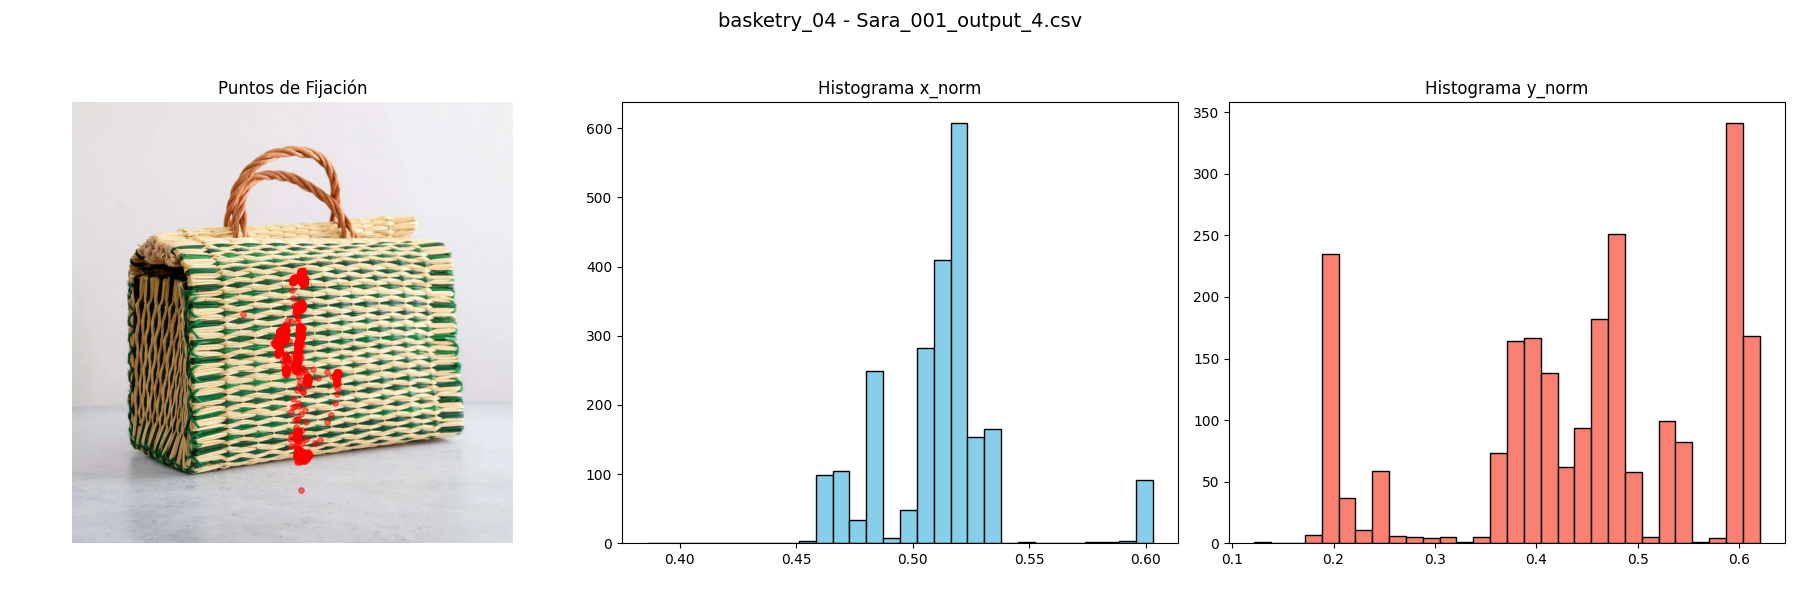 basketry_04 - Sara_001_output_4.csv
Puntos de Fijación
Histograma x_norm
Histograma y_norm
600
500
400
300
200
100
0
0.40 0.45 0.50 0.55 0.60
350
300
250
200
150
100
50
0
0.1 0.2 0.3 0.4 0.5 0.6